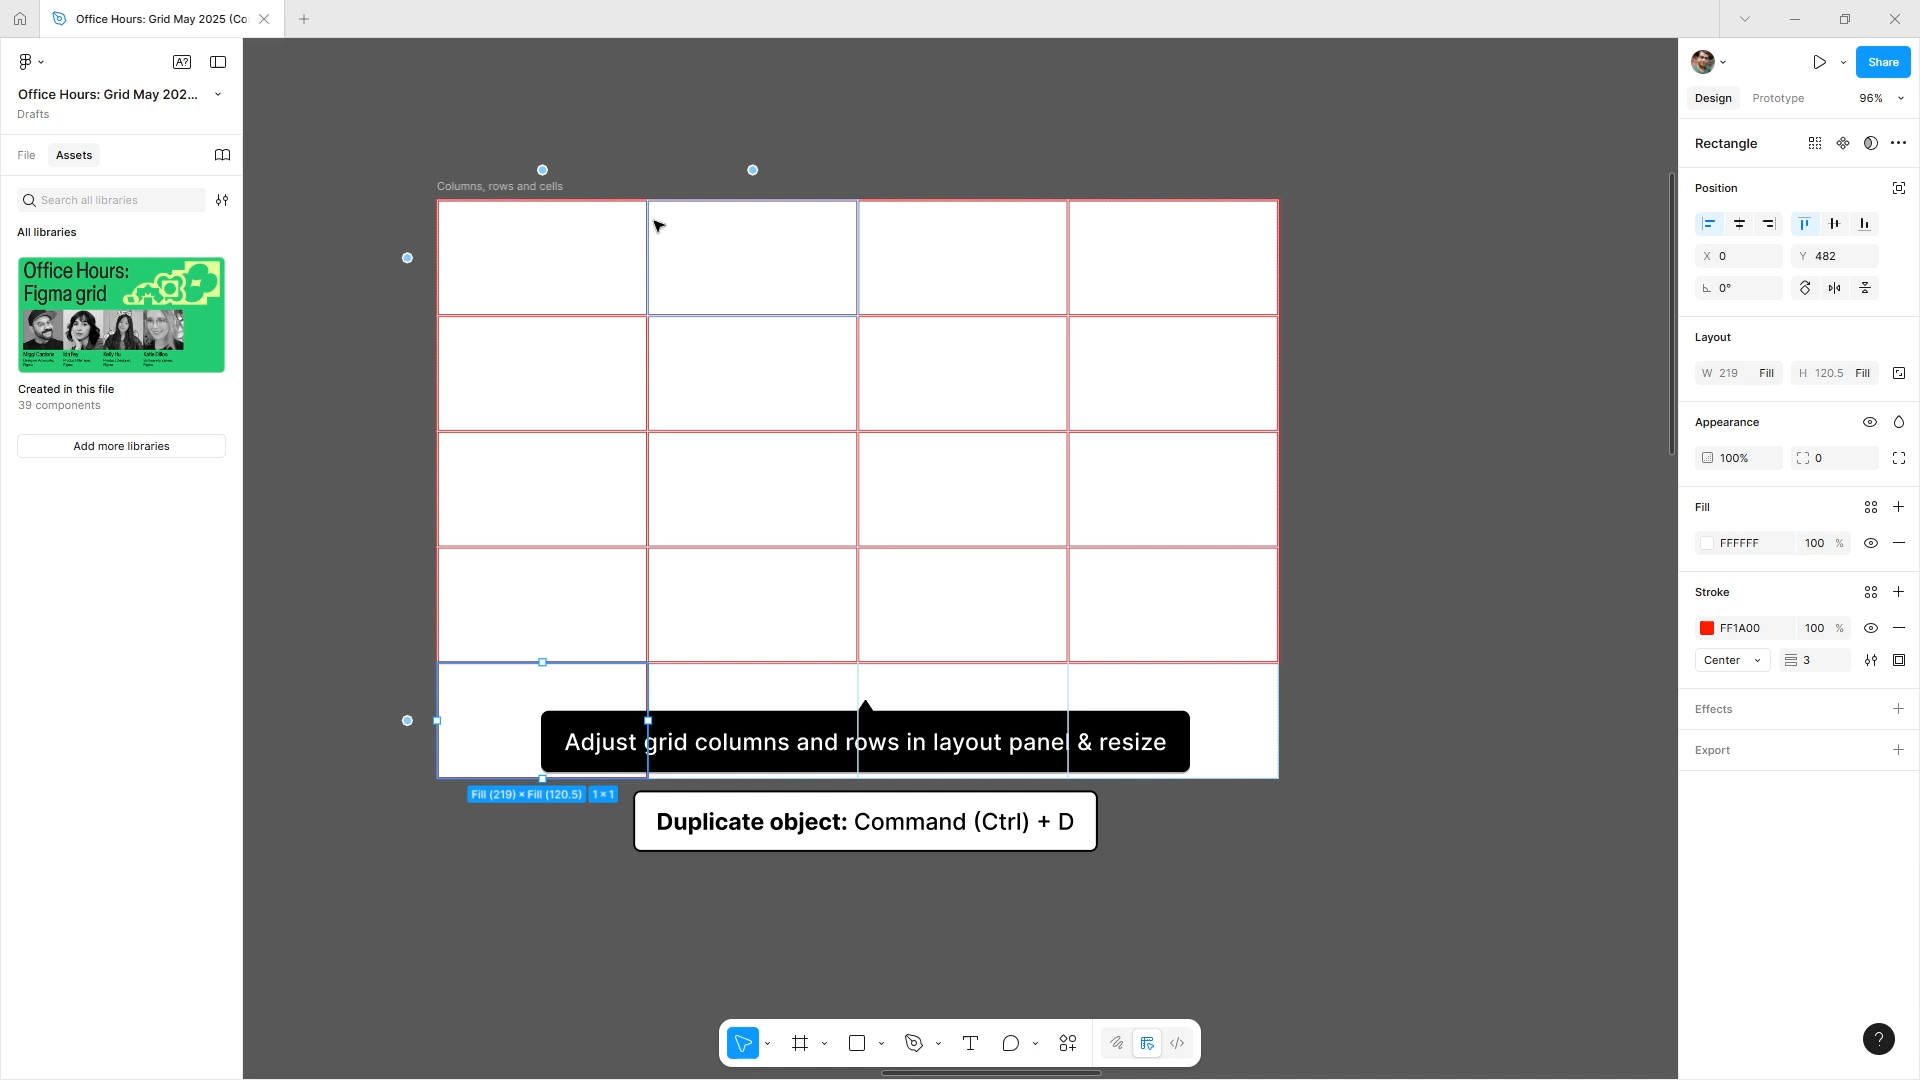 Office Hours: Grid May 2025 (Co
A?
Office Hours: Grid May 202...
Drafts
File
Assets
Search all libraries
All libraries
Office Hours:
Figma grid
Created in this file
39 components
Add more libraries
Columns, rows and cells
Adjust grid columns and rows in layout panel & resize
Fill (219) × Fill (120.5)
1 × 1
Duplicate object: Command (Ctrl) + D
Share
Design
Prototype
96%
Rectangle
Position
X 0
Y 482
0°
Layout
W 219 Fill
H 120.5 Fill
Appearance
100%
0
Fill
FFFFFF 100 %
Stroke
FF1A00 100 %
Center
3
Effects
Export
?